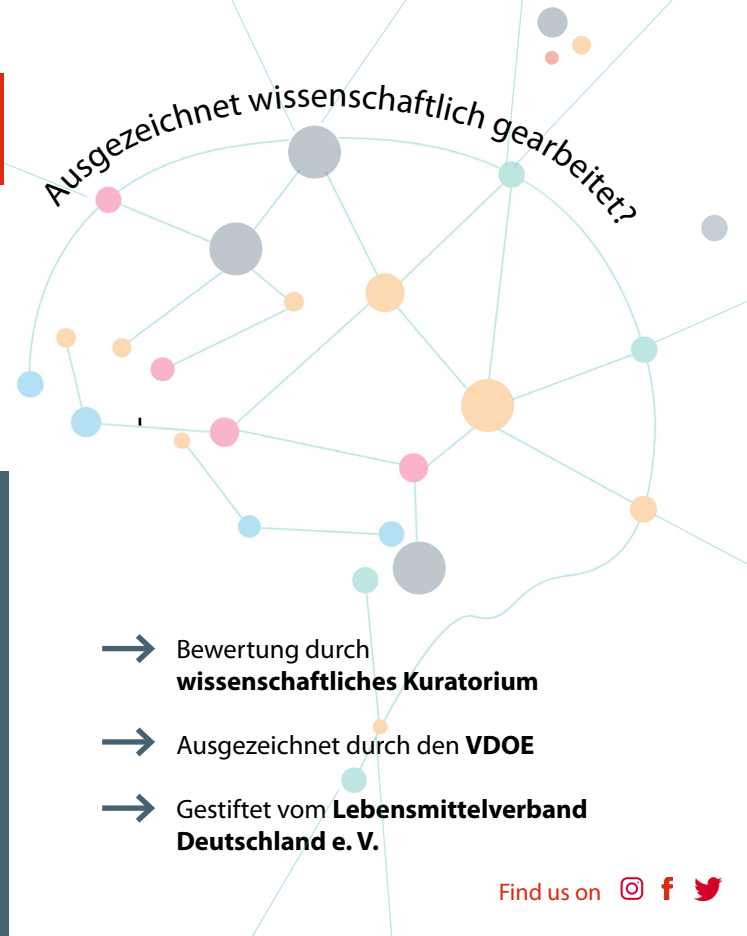 Ausgezeichnet wissenschaftlich gearbeitet?
Bewertung durch
wissenschaftliches Kuratorium
Ausgezeichnet durch den VDOE
Gestiftet vom Lebensmittelverband
Deutschland e. V.
Find us on